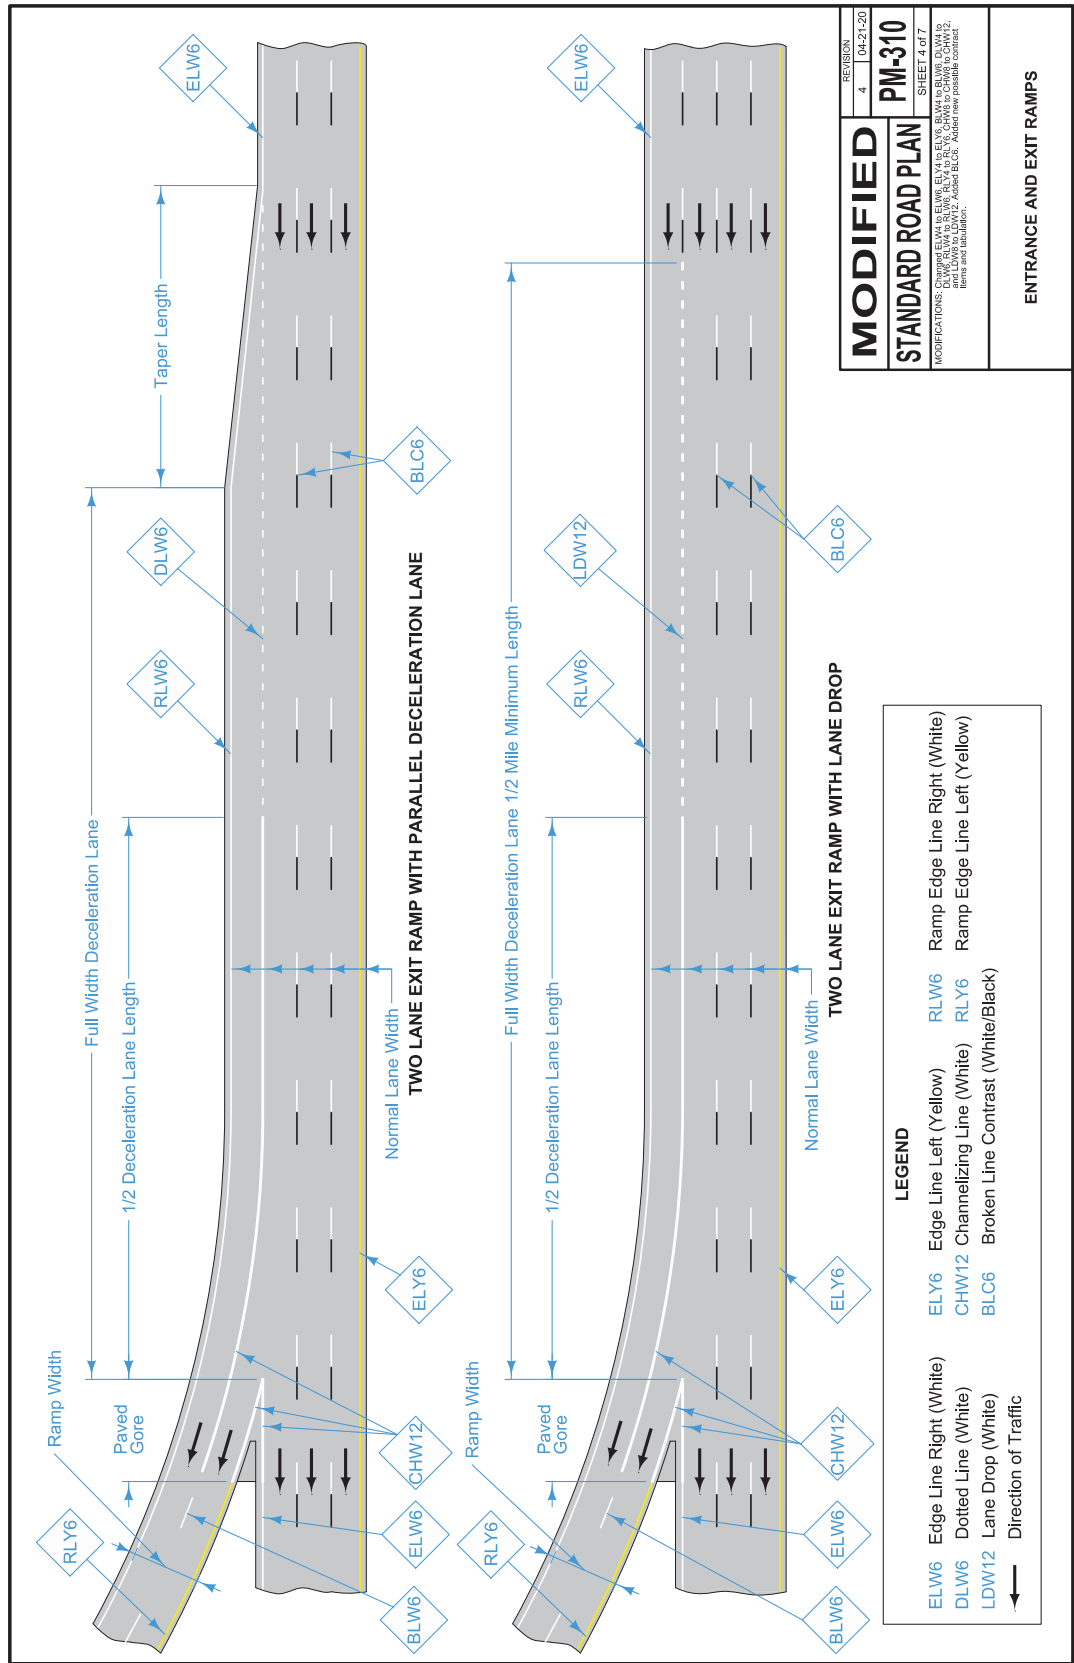 ELW6
Taper Length
DLW6
BLC6
Full Width Deceleration Lane
RLW6
1/2 Deceleration Lane Length
Normal Lane Width
ELY6
Ramp Width
Paved
Gore
CHW12
RLY6
ELW6
BLW6
TWO LANE EXIT RAMP WITH PARALLEL DECELERATION LANE
ELW6
LDW12
BLC6
Full Width Deceleration Lane 1/2 Mile Minimum Length
RLW6
1/2 Deceleration Lane Length
Normal Lane Width
ELY6
Ramp Width
Paved
Gore
CHW12
RLY6
ELW6
BLW6
TWO LANE EXIT RAMP WITH LANE DROP
LEGEND
ELW6 Edge Line Right (White)
DLW6 Dotted Line (White)
LDW12 Lane Drop (White)
Direction of Traffic
ELY6 Edge Line Left (Yellow)
CHW12 Channelizing Line (White)
BLC6 Broken Line Contrast (White/Black)
RLW6 Ramp Edge Line Right (White)
RLY6 Ramp Edge Line Left (Yellow)
MODIFIED
STANDARD ROAD PLAN
REVISION
4 04-21-20
PM-310
SHEET 4 of 7
MODIFICATIONS: Changed ELW4 to ELW6, ELY4 to ELY6, BLW4 to BLW6, DLW4 to
DLW6, RLW4 to RLW6, RLY4 to RLY6, CHW8 to CHW12,
and LDW8 to LDW12. Added BLC6. Added new possible contract
items and tabulation.
ENTRANCE AND EXIT RAMPS